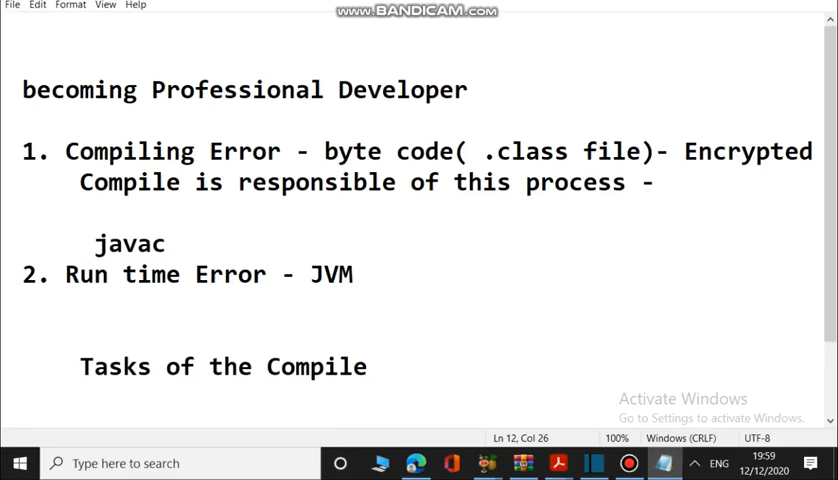 File Edit Format View Help
www.BANDICAM.com
becoming Professional Developer
1. Compiling Error - byte code( .class file)- Encrypted
Compile is responsible of this process -
javac
2. Run time Error - JVM
Tasks of the Compile
Activate Windows
Go to Settings to activate Windows.
Ln 12, Col 26 100% Windows (CRLF) UTF-8
Type here to search
ENG
19:59
12/12/2020